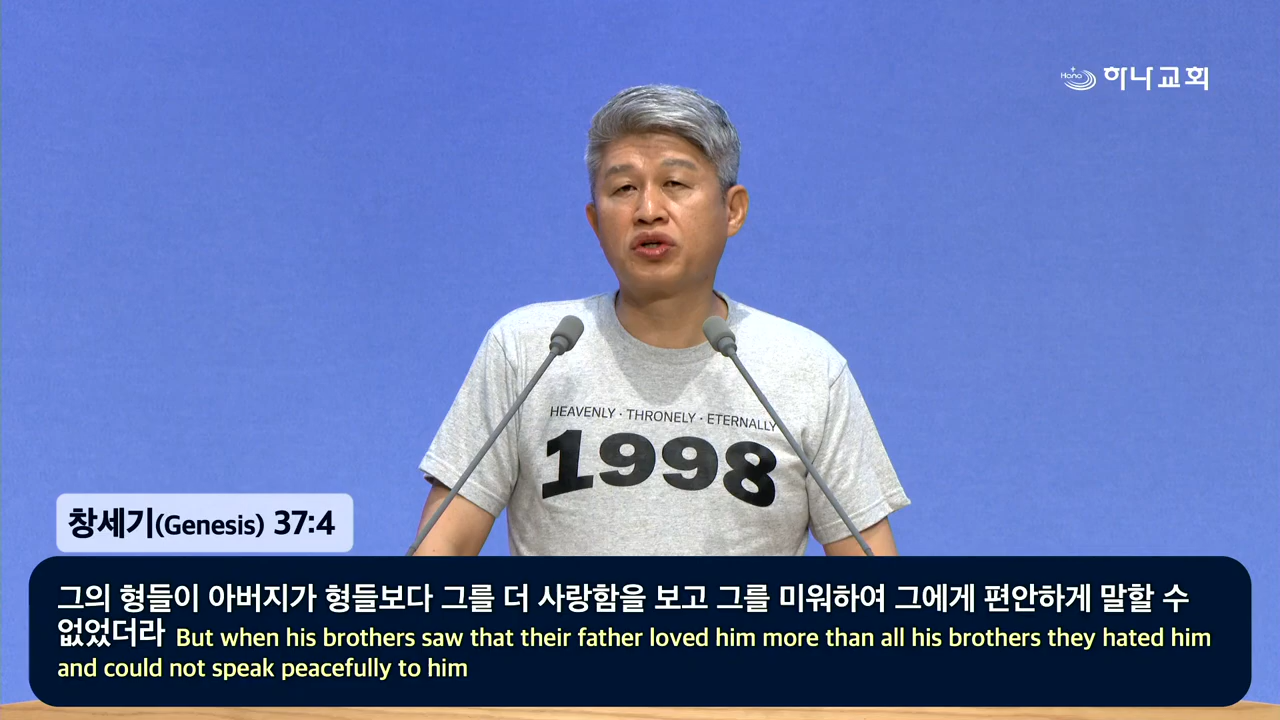 Hana 하나교회
HEAVENLY · THRONELY · ETERNALLY
1998
창세기(Genesis) 37:4
그의 형들이 아버지가 형들보다 그를 더 사랑함을 보고 그를 미워하여 그에게 편안하게 말할 수
없었더라 But when his brothers saw that their father loved him more than all his brothers they hated him
and could not speak peacefully to him